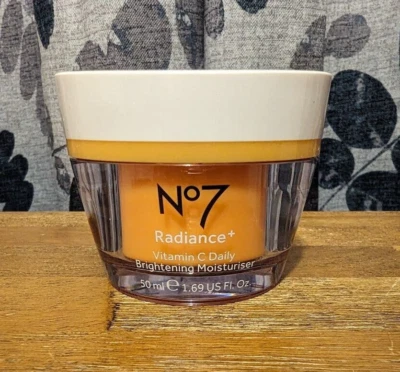 No7
Radiance+
Vitamin C Daily
Brightening Moisturiser
50 ml ℮ 1.69 US Fl. Oz.